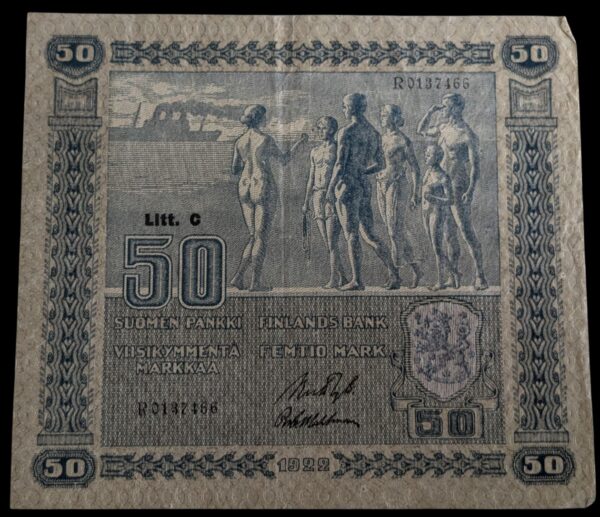 50 50
R0137466
Litt. C
50
SUOMEN PANKKI FINLANDS BANK
VIISIKYMMENTÄ FEMTIO MARK
MARKKAA
R0137466
50
50 1922 50